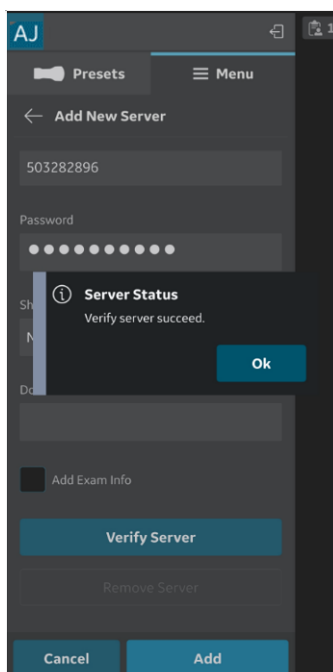 AJ
1
Presets
Menu
Add New Server
503282896
Password
Server Status
Verify server succeed.
Ok
Add Exam Info
Verify Server
Remove Server
Cancel
Add